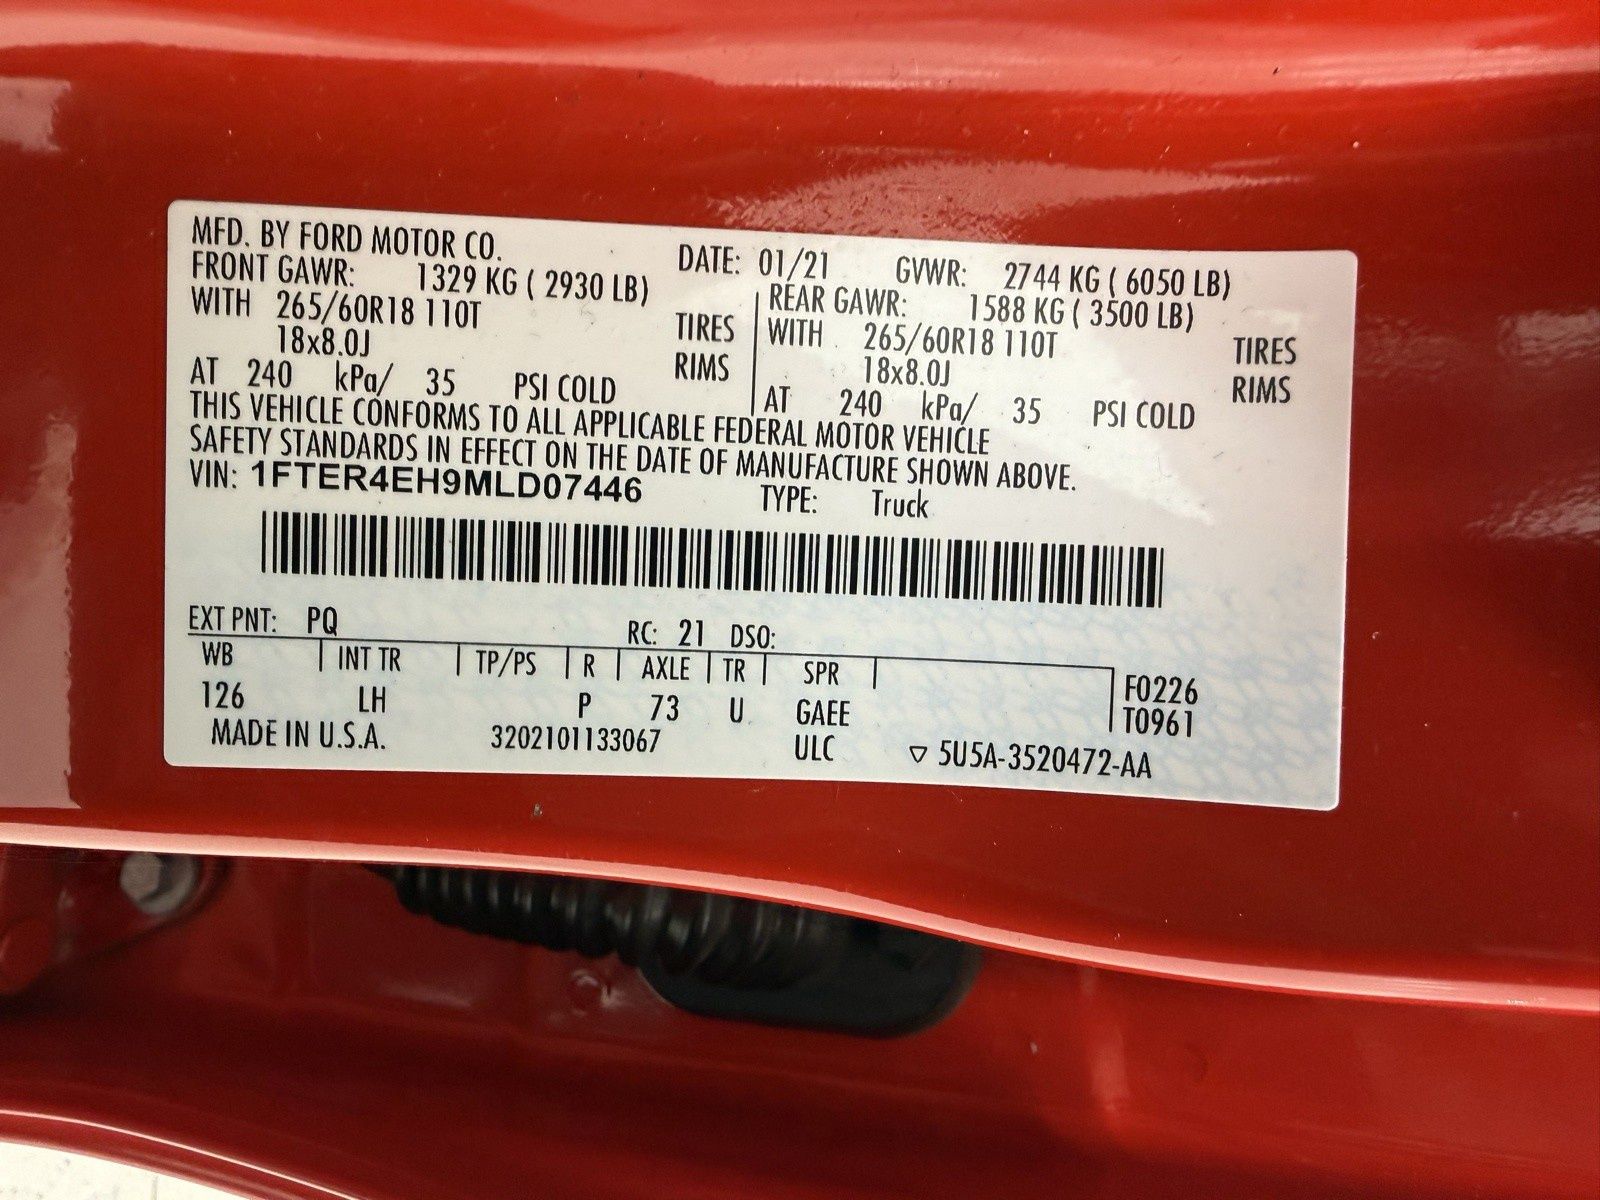 MFD. BY FORD MOTOR CO. DATE: 01/21 GVWR: 2744 KG ( 6050 LB)
FRONT GAWR: 1329 KG ( 2930 LB) REAR GAWR: 1588 KG ( 3500 LB)
WITH 265/60R18 110T TIRES WITH 265/60R18 110T TIRES
18x8.0J RIMS 18x8.0J RIMS
AT 240 kPa/ 35 PSI COLD AT 240 kPa/ 35 PSI COLD
THIS VEHICLE CONFORMS TO ALL APPLICABLE FEDERAL MOTOR VEHICLE
SAFETY STANDARDS IN EFFECT ON THE DATE OF MANUFACTURE SHOWN ABOVE.
VIN: 1FTER4EH9MLD07446 TYPE: Truck
EXT PNT: PQ RC: 21 DSO:
WB INT TR TP/PS R AXLE TR SPR F0226
126 LH P 73 U GAEE T0961
MADE IN U.S.A. 3202101133067 ULC ▽ 5U5A-3520472-AA